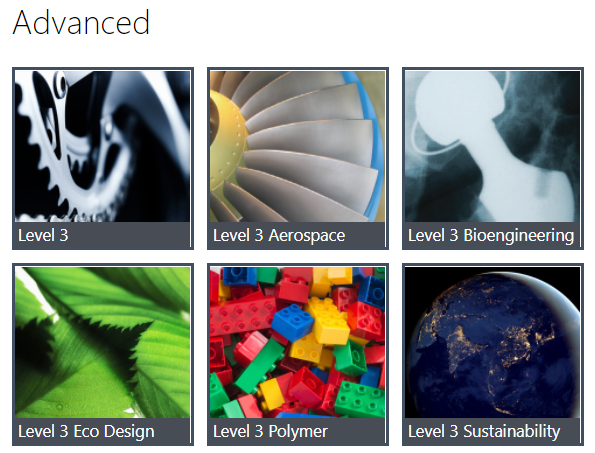 Advanced
Level 3
Level 3 Aerospace
Level 3 Bioengineering
Level 3 Eco Design
Level 3 Polymer
Level 3 Sustainability